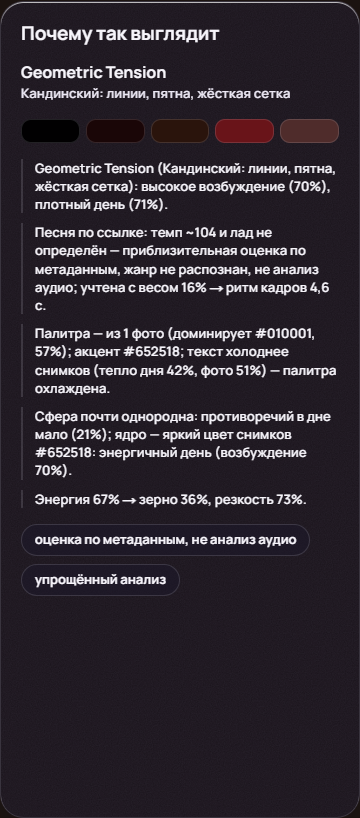 Почему так выглядит
Geometric Tension
Кандинский: линии, пятна, жёсткая сетка
Geometric Tension (Кандинский: линии, пятна,
жёсткая сетка): высокое возбуждение (70%),
плотный день (71%).
Песня по ссылке: темп ~104 и лад не
определён — приблизительная оценка по
метаданным, жанр не распознан, не анализ
аудио; учтена с весом 16% → ритм кадров 4,6
с.
Палитра — из 1 фото (доминирует #010001,
57%); акцент #652518; текст холоднее
снимков (тепло дня 42%, фото 51%) — палитра
охлаждена.
Сфера почти однородна: противоречий в дне
мало (21%); ядро — яркий цвет снимков
#652518: энергичный день (возбуждение
70%).
Энергия 67% → зерно 36%, резкость 73%.
оценка по метаданным, не анализ аудио
упрощённый анализ